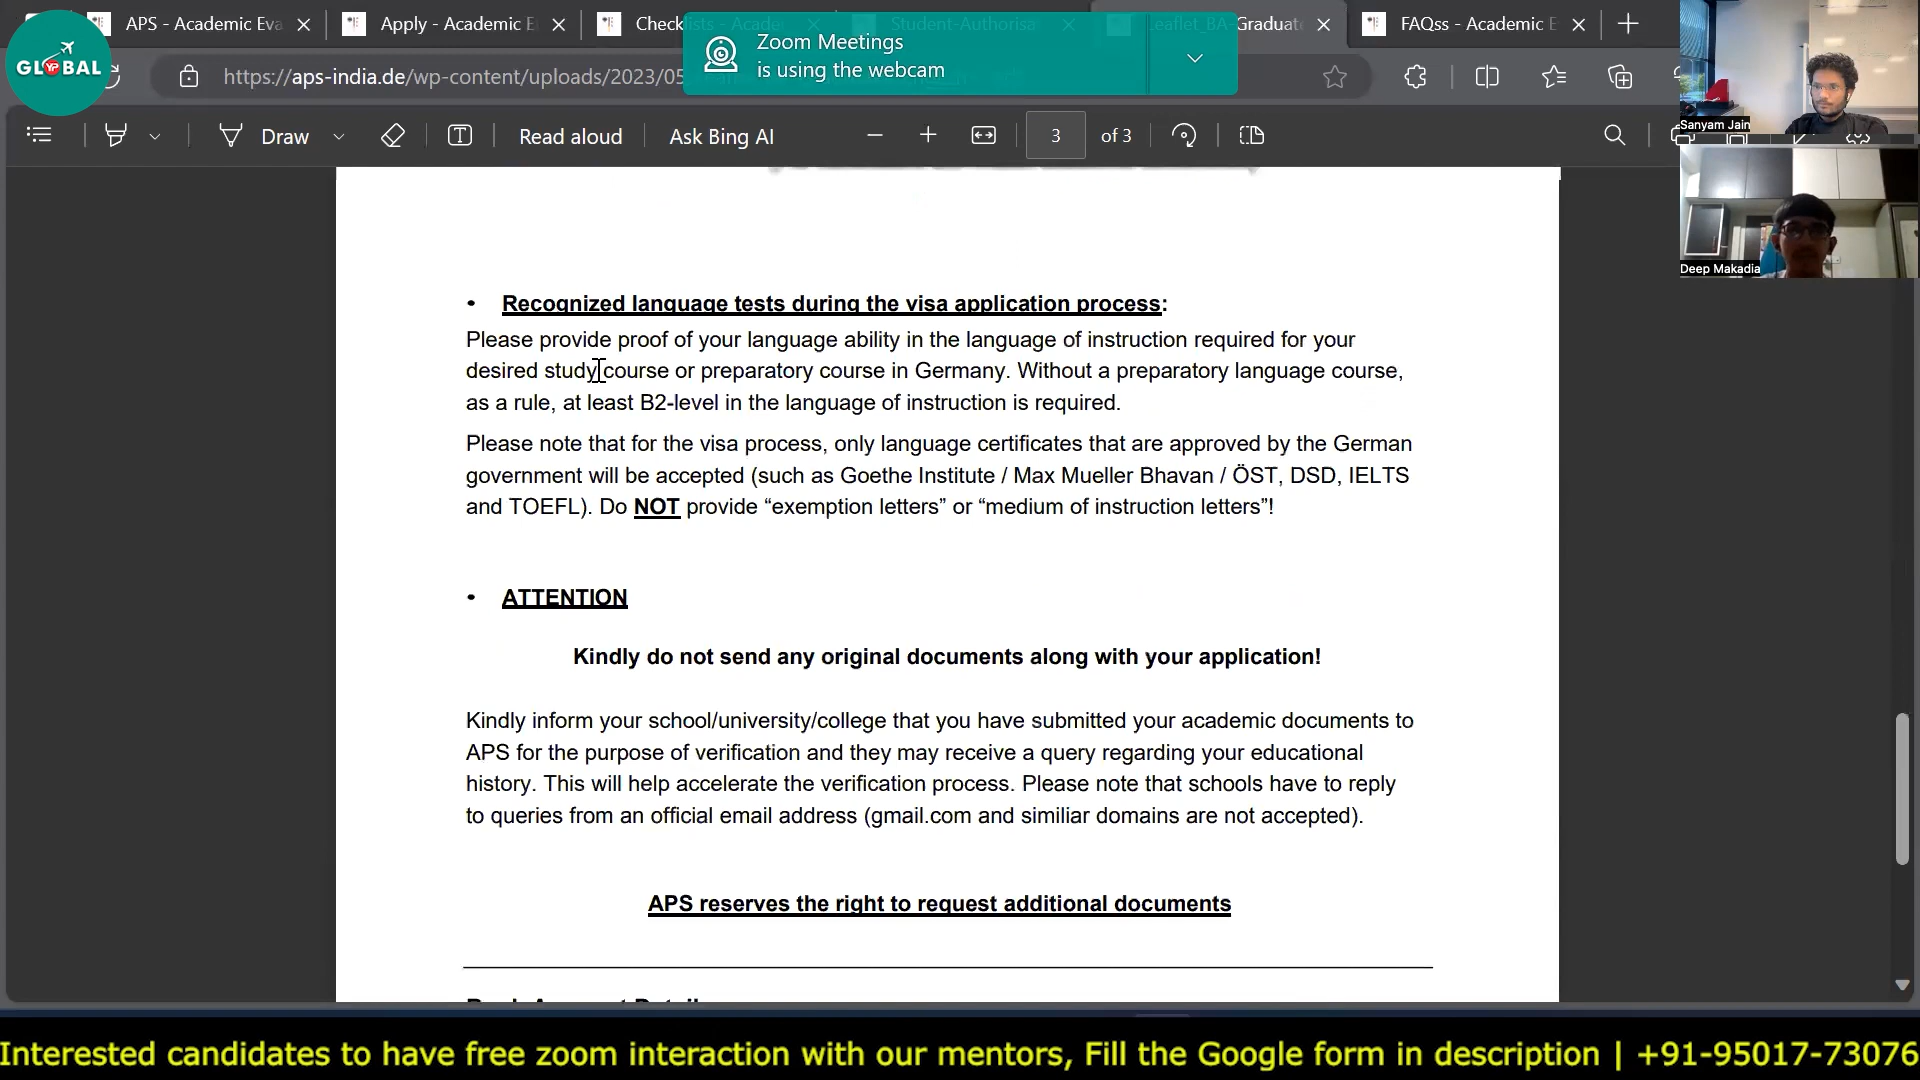 APS - Academic Eva
Apply - Academic E
Checklists - Acade
Student-Authorisa
Leaflet_BA-Graduate
FAQss - Academic E
GLOBAL
YP
https://aps-india.de/wp-content/uploads/2023/05
Zoom Meetings
is using the webcam
Sanyam Jain
Draw
Read aloud
Ask Bing AI
3 of 3
Deep Makadia
• Recognized language tests during the visa application process:
Please provide proof of your language ability in the language of instruction required for your
desired study course or preparatory course in Germany. Without a preparatory language course,
as a rule, at least B2-level in the language of instruction is required.
Please note that for the visa process, only language certificates that are approved by the German
government will be accepted (such as Goethe Institute / Max Mueller Bhavan / ÖST, DSD, IELTS
and TOEFL). Do NOT provide “exemption letters” or “medium of instruction letters”!
• ATTENTION
Kindly do not send any original documents along with your application!
Kindly inform your school/university/college that you have submitted your academic documents to
APS for the purpose of verification and they may receive a query regarding your educational
history. This will help accelerate the verification process. Please note that schools have to reply
to queries from an official email address (gmail.com and similiar domains are not accepted).
APS reserves the right to request additional documents
Interested candidates to have free zoom interaction with our mentors, Fill the Google form in description | +91-95017-73076